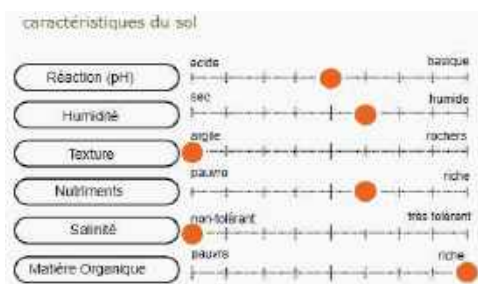 caractéristiques du sol
acide basique
Réaction (pH)
sec humide
Humidité
argile rochers
Texture
pauvre riche
Nutriments
non-tolérant très tolérant
Salinité
pauvre riche
Matière Organique